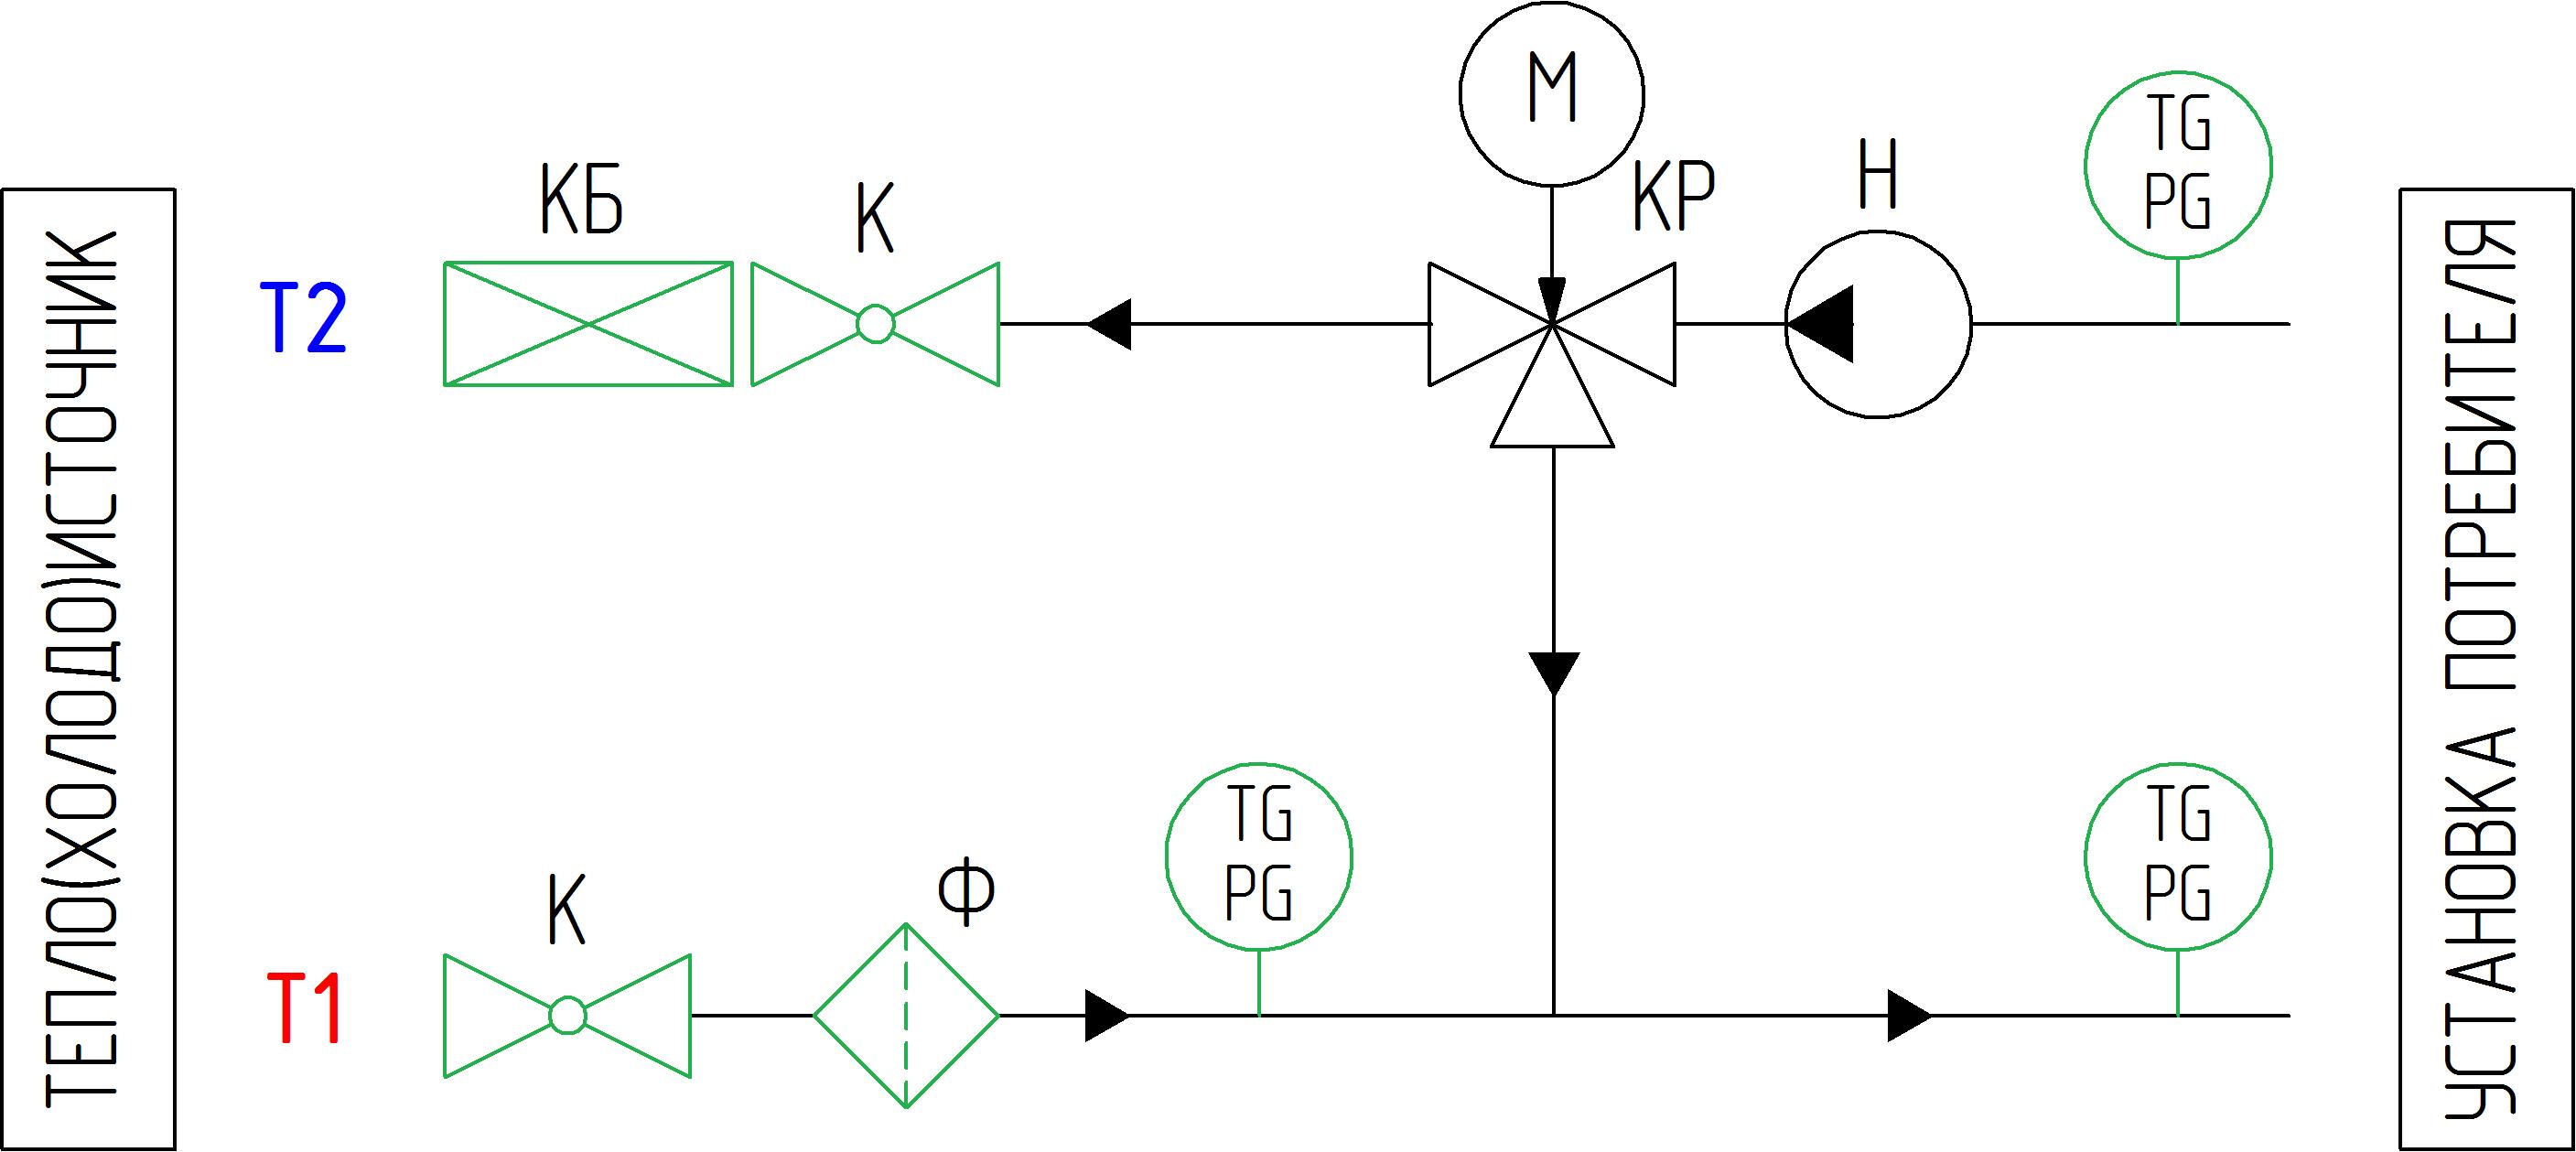 ТЕПЛО(ХОЛОДО)ИСТОЧНИК
Т2
КБ
К
М
КР
Н
TG
PG
Т1
К
Ф
TG
PG
TG
PG
УСТАНОВКА ПОТРЕБИТЕЛЯ